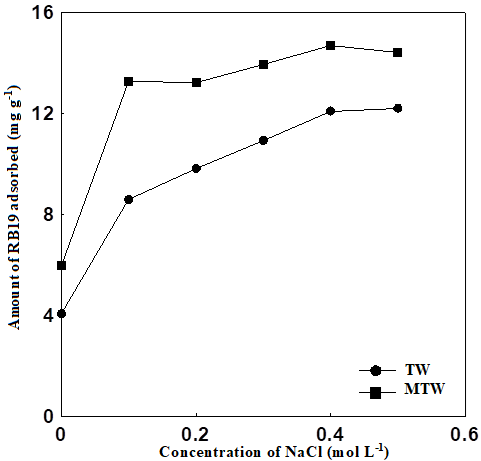 16
12
8
4
0
Amount of RB19 adsorbed (mg g-1)
TW
MTW
0 0.2 0.4 0.6
Concentration of NaCl (mol L-1)